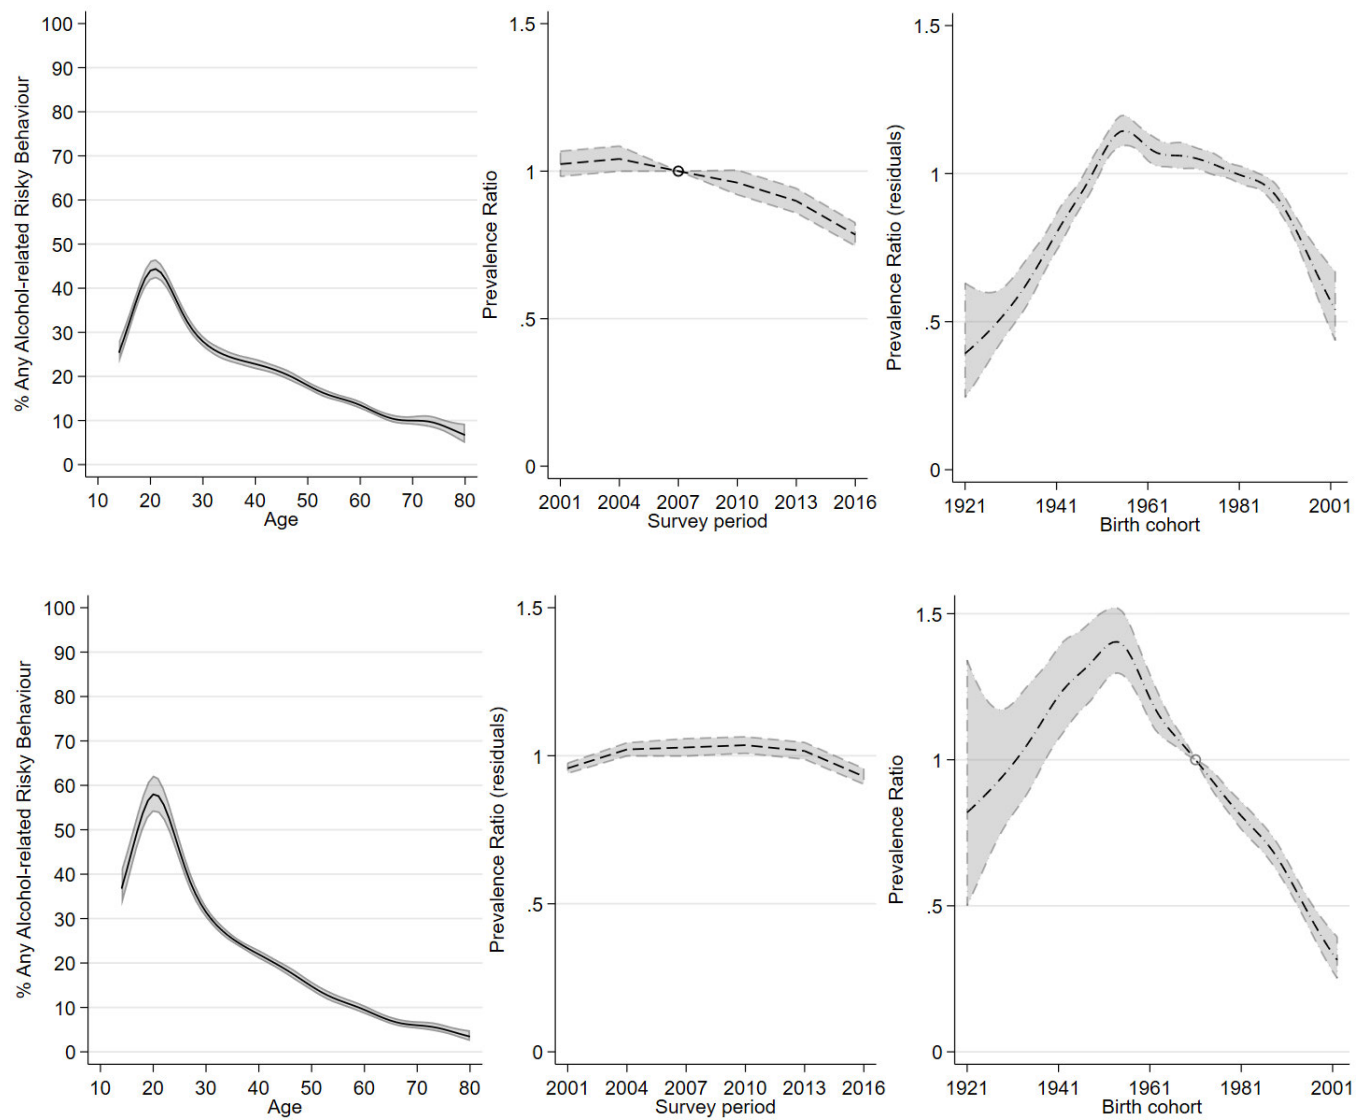 % Any Alcohol-related Risky Behaviour
100
90
80
70
60
50
40
30
20
10
0
10 20 30 40 50 60 70 80
Age
Prevalence Ratio
1.5
1
.5
0
2001 2004 2007 2010 2013 2016
Survey period
Prevalence Ratio (residuals)
1.5
1
.5
0
1921 1941 1961 1981 2001
Birth cohort
% Any Alcohol-related Risky Behaviour
100
90
80
70
60
50
40
30
20
10
0
10 20 30 40 50 60 70 80
Age
Prevalence Ratio (residuals)
1.5
1
.5
0
2001 2004 2007 2010 2013 2016
Survey period
Prevalence Ratio
1.5
1
.5
0
1921 1941 1961 1981 2001
Birth cohort